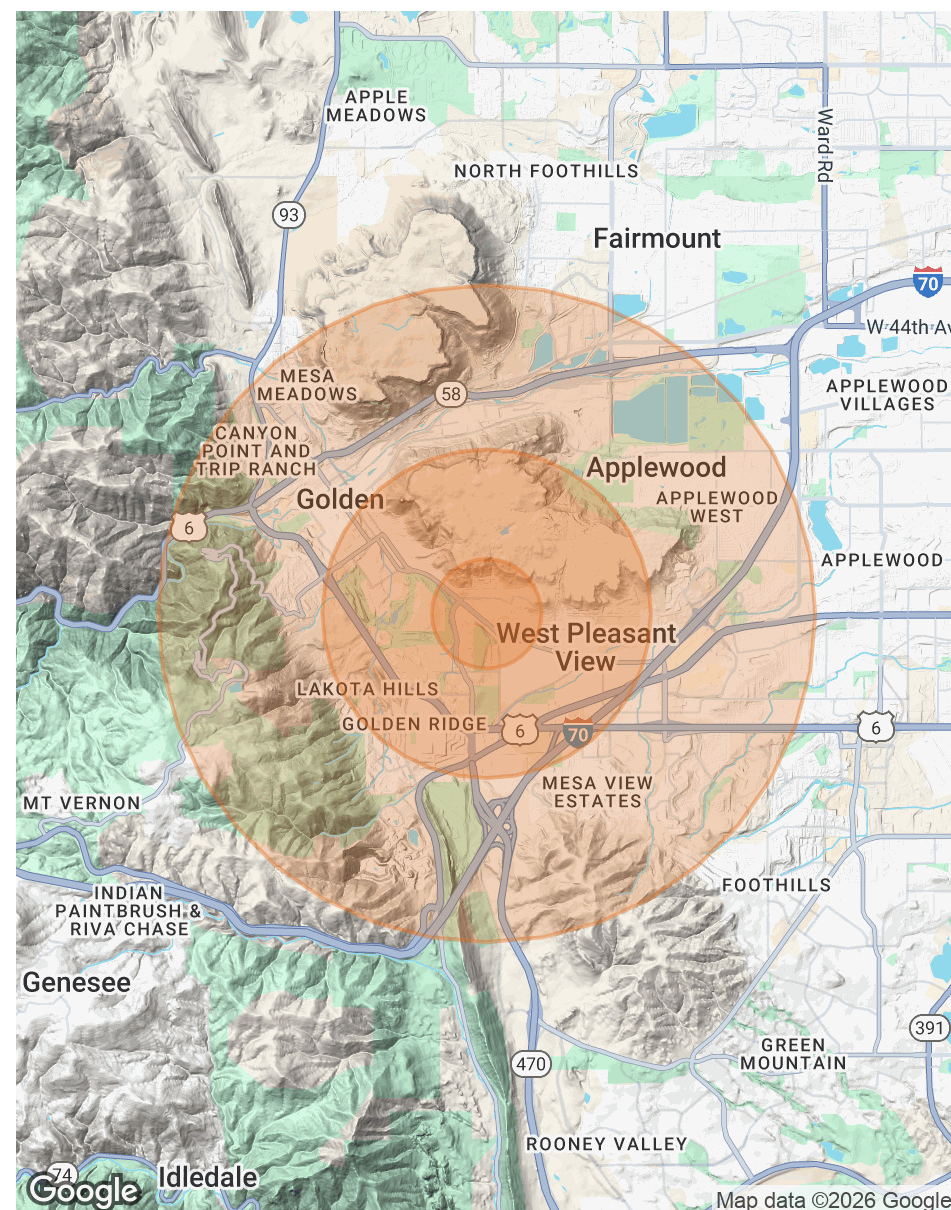 APPLE
MEADOWS
Ward Rd
NORTH FOOTHILLS
93
Fairmount
70
W 44th Av
MESA
MEADOWS
58
APPLEWOOD
VILLAGES
CANYON
POINT AND
TRIP RANCH
Applewood
Golden
APPLEWOOD
WEST
6
APPLEWOOD
West Pleasant
View
LAKOTA HILLS
GOLDEN RIDGE
6
70
6
MESA VIEW
ESTATES
MT VERNON
FOOTHILLS
INDIAN
PAINTBRUSH &
RIVA CHASE
Genesee
391
GREEN
MOUNTAIN
470
ROONEY VALLEY
74
Idledale
Google
Map data ©2026 Google